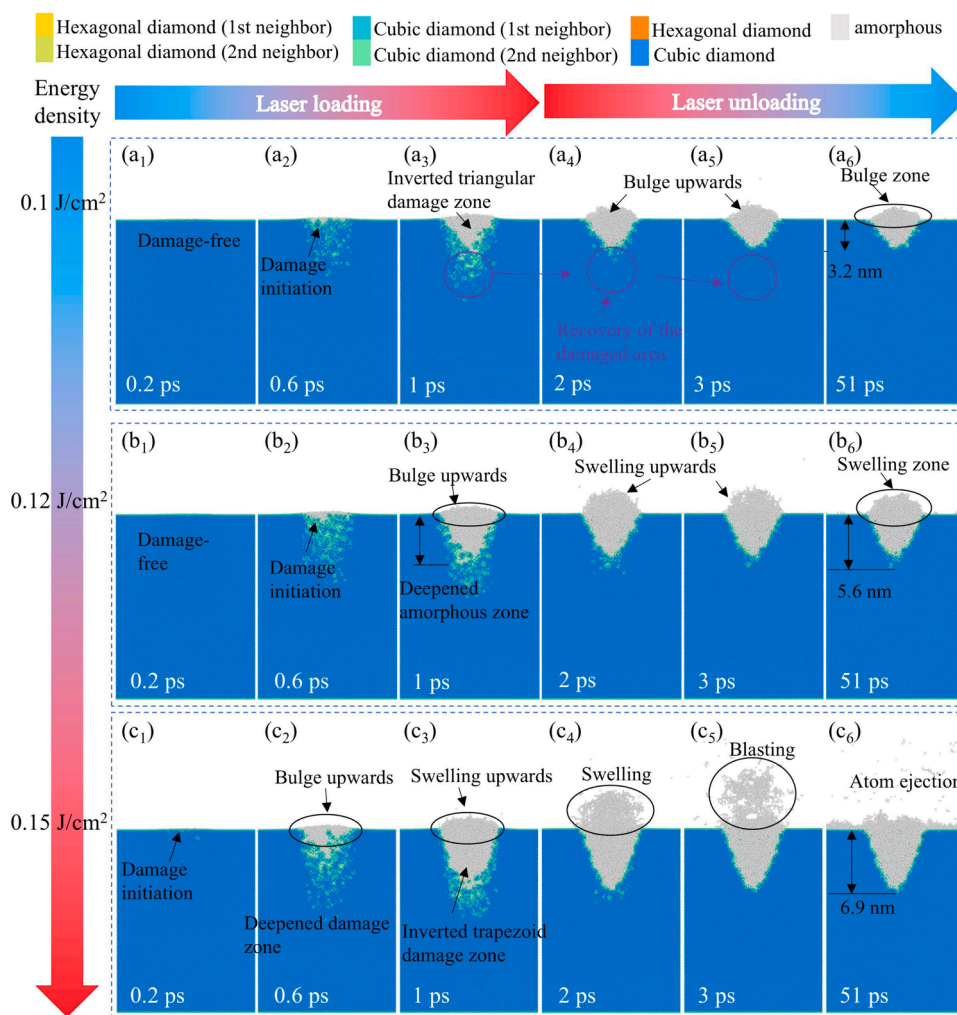 Hexagonal diamond (1st neighbor) Cubic diamond (1st neighbor) Hexagonal diamond amorphous
Hexagonal diamond (2nd neighbor) Cubic diamond (2nd neighbor) Cubic diamond
Energy
density
Laser loading
Laser unloading
0.1 J/cm²
(a₁)
Damage-free
0.2 ps
(a₂)
Damage
initiation
0.6 ps
(a₃)
Inverted triangular
damage zone
1 ps
(a₄)
Bulge upwards
Recovery of the
damaged area
2 ps
(a₅)
3 ps
(a₆)
Bulge zone
3.2 nm
51 ps
0.12 J/cm²
(b₁)
Damage-
free
0.2 ps
(b₂)
Damage
initiation
0.6 ps
(b₃)
Bulge upwards
Deepened
amorphous zone
1 ps
(b₄)
Swelling upwards
2 ps
(b₅)
3 ps
(b₆)
Swelling zone
5.6 nm
51 ps
0.15 J/cm²
(c₁)
Damage
initiation
0.2 ps
(c₂)
Bulge upwards
Deepened damage
zone
0.6 ps
(c₃)
Swelling upwards
Inverted trapezoid
damage zone
1 ps
(c₄)
Swelling
2 ps
(c₅)
Blasting
3 ps
(c₆)
Atom ejection
6.9 nm
51 ps